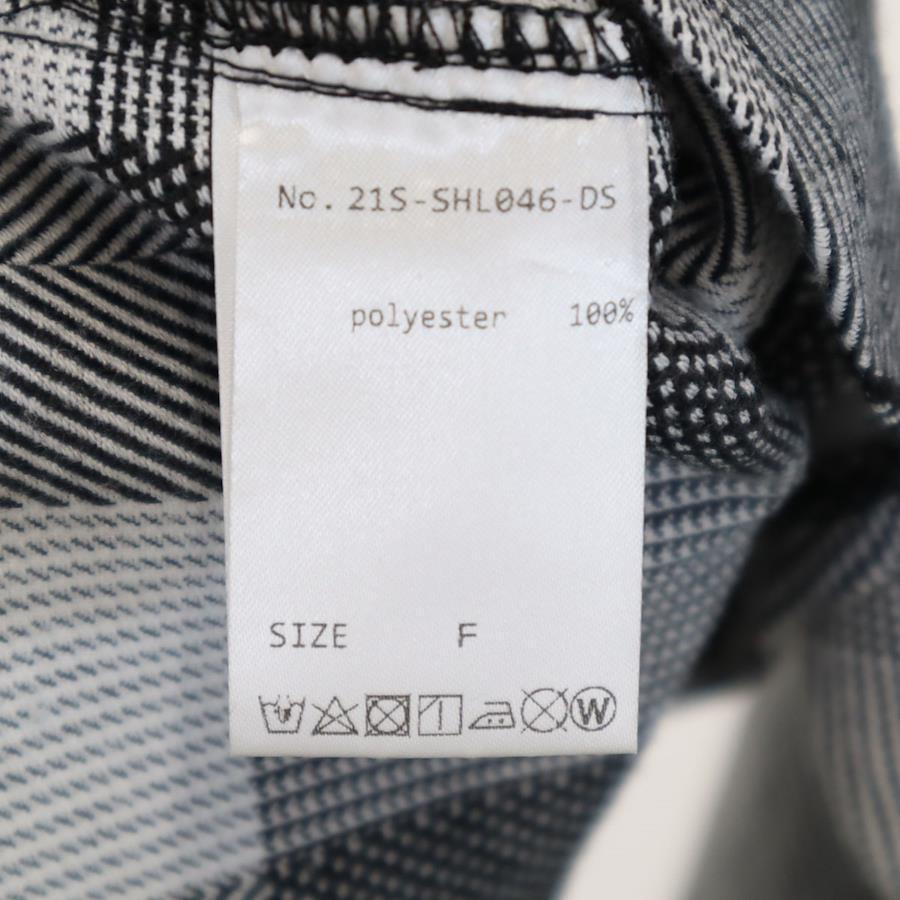 No. 21S-SHL046-DS
polyester 100%
SIZE F
W